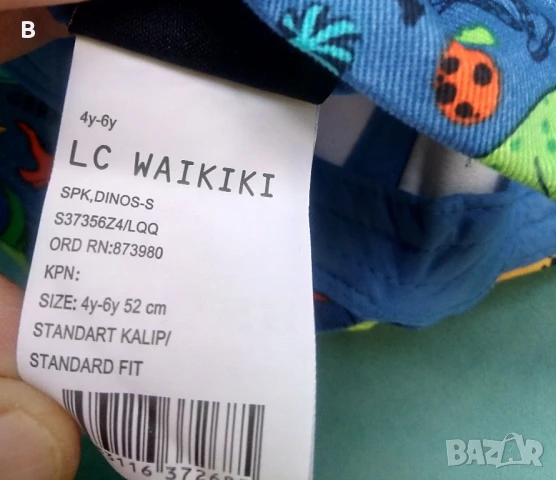 B
4y-6y
LC WAIKIKI
SPK,DINOS-S
S37356Z4/LQQ
ORD RN:873980
KPN:
SIZE: 4y-6y 52 cm
STANDART KALIP/
STANDARD FIT
BAZAR